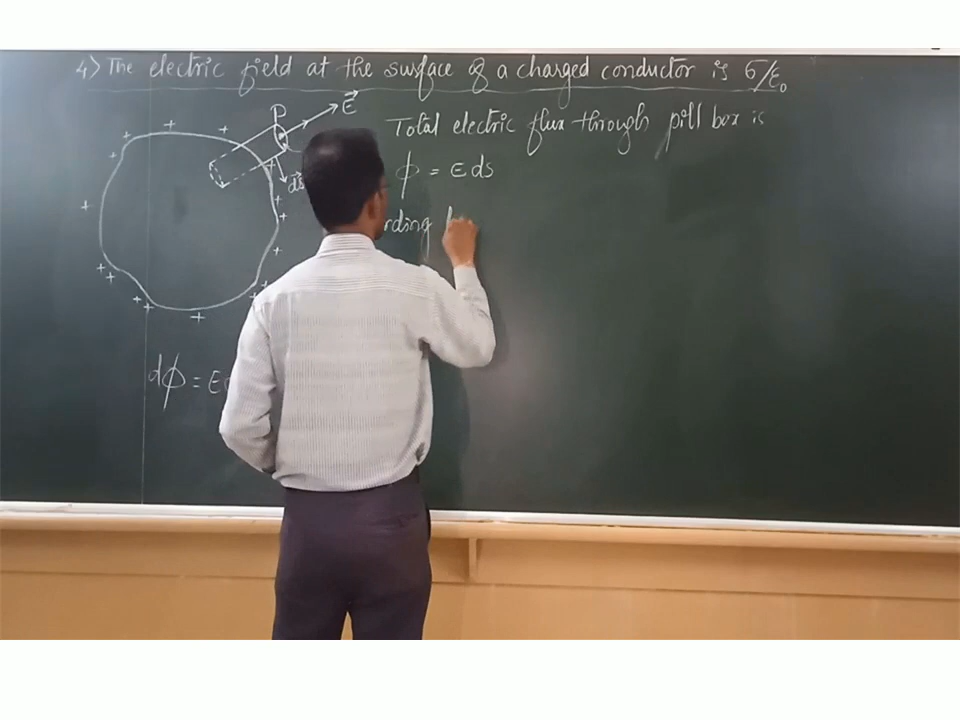 4) The electric field at the surface of a charged conductor is σ/ε₀
P
E⃗
ds⃗
Total electric flux through pill box is
ϕ = E ds
rding
dϕ = E